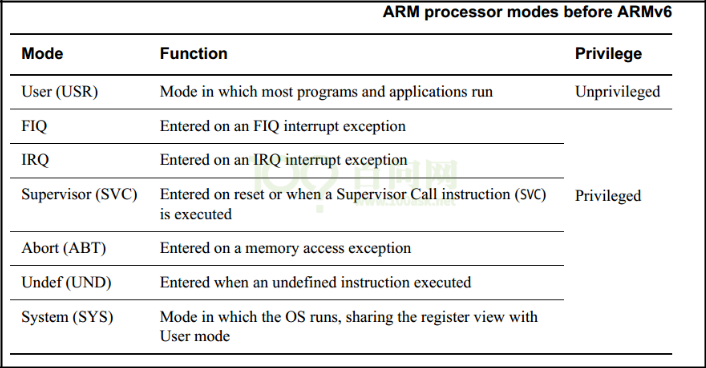 ARM processor modes before ARMv6
Mode Function Privilege
User (USR) Mode in which most programs and applications run Unprivileged
FIQ Entered on an FIQ interrupt exception
IRQ Entered on an IRQ interrupt exception
Supervisor (SVC) Entered on reset or when a Supervisor Call instruction (SVC) Privileged
is executed
Abort (ABT) Entered on a memory access exception
Undef (UND) Entered when an undefined instruction executed
System (SYS) Mode in which the OS runs, sharing the register view with
User mode